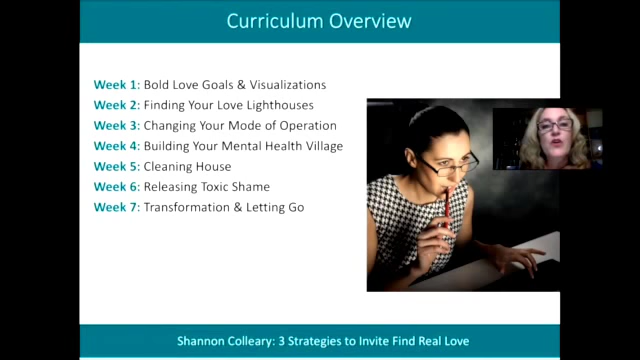 Curriculum Overview
Week 1: Bold Love Goals & Visualizations
Week 2: Finding Your Love Lighthouses
Week 3: Changing Your Mode of Operation
Week 4: Building Your Mental Health Village
Week 5: Cleaning House
Week 6: Releasing Toxic Shame
Week 7: Transformation & Letting Go
Shannon Colleary: 3 Strategies to Invite Find Real Love